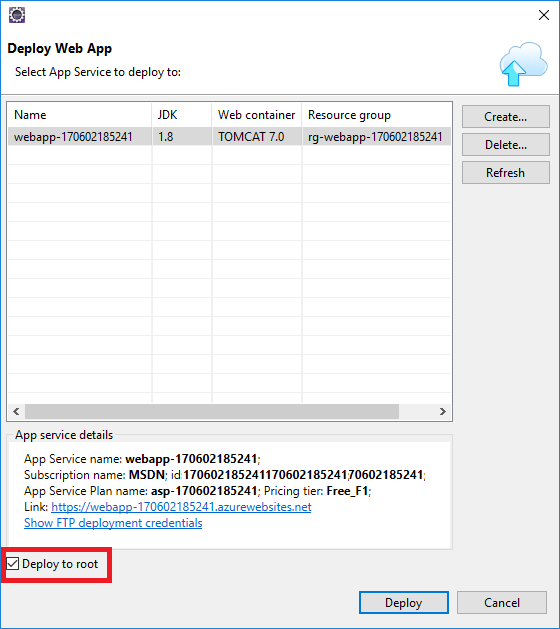 Deploy Web App
Select App Service to deploy to:
Name JDK Web container Resource group
webapp-170602185241 1.8 TOMCAT 7.0 rg-webapp-170602185241
Create...
Delete...
Refresh
App service details
App Service name: webapp-170602185241;
Subscription name: MSDN; id:170602185241170602185241;70602185241;
App Service Plan name: asp-170602185241; Pricing tier: Free_F1;
Link: https://webapp-170602185241.azurewebsites.net
Show FTP deployment credentials
Deploy to root
Deploy Cancel